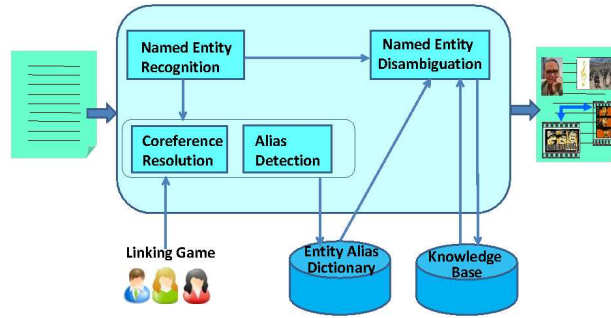 Named Entity
Recognition
Named Entity
Disambiguation
Coreference
Resolution
Alias
Detection
Linking Game
Entity Alias
Dictionary
Knowledge
Base